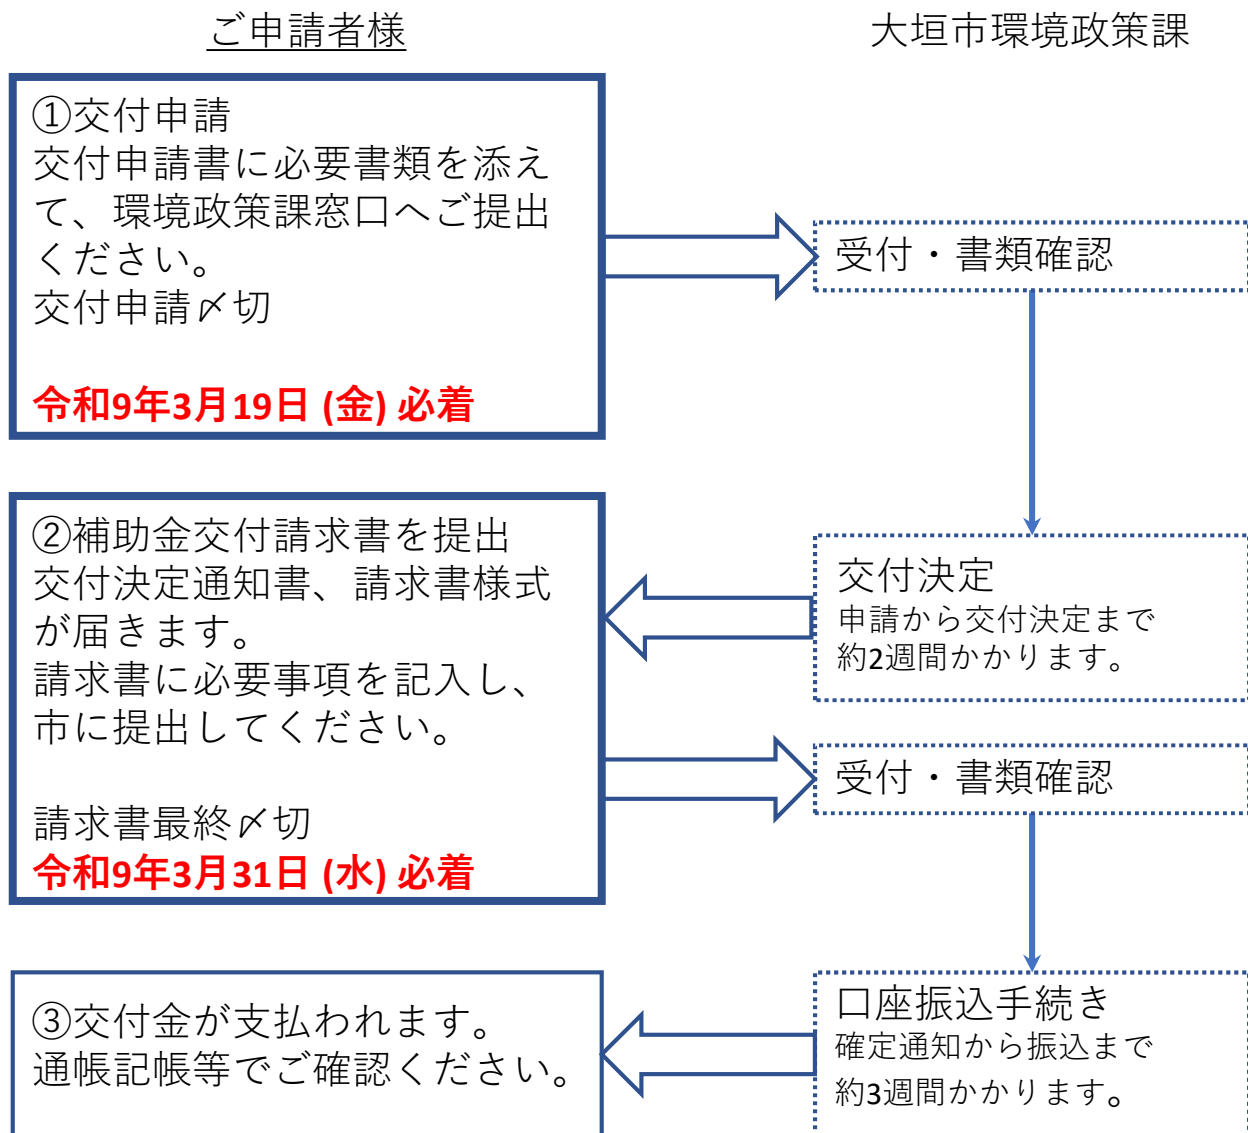 ご申請者様
大垣市環境政策課
①交付申請
交付申請書に必要書類を添え
て、環境政策課窓口へご提出
ください。
交付申請〆切
令和9年3月19日 (金) 必着
受付・書類確認
②補助金交付請求書を提出
交付決定通知書、請求書様式
が届きます。
請求書に必要事項を記入し、
市に提出してください。
請求書最終〆切
令和9年3月31日 (水) 必着
交付決定
申請から交付決定まで
約2週間かかります。
受付・書類確認
③交付金が支払われます。
通帳記帳等でご確認ください。
口座振込手続き
確定通知から振込まで
約3週間かかります。